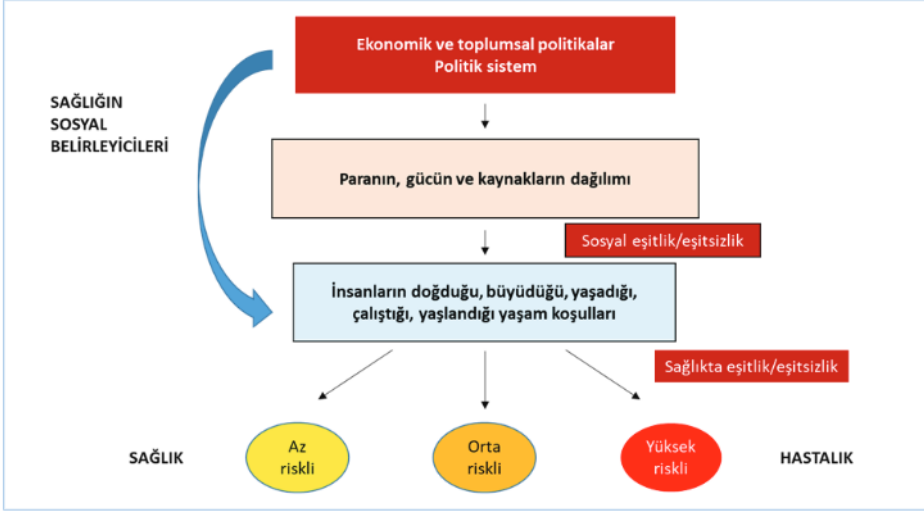 Ekonomik ve toplumsal politikalar
Politik sistem
SAĞLIĞIN
SOSYAL
BELİRLEYİCİLERİ
Paranın, gücün ve kaynakların dağılımı
Sosyal eşitlik/eşitsizlik
İnsanların doğduğu, büyüdüğü, yaşadığı,
çalıştığı, yaşlandığı yaşam koşulları
Sağlıkta eşitlik/eşitsizlik
SAĞLIK
Az
riskli
Orta
riskli
Yüksek
riskli
HASTALIK